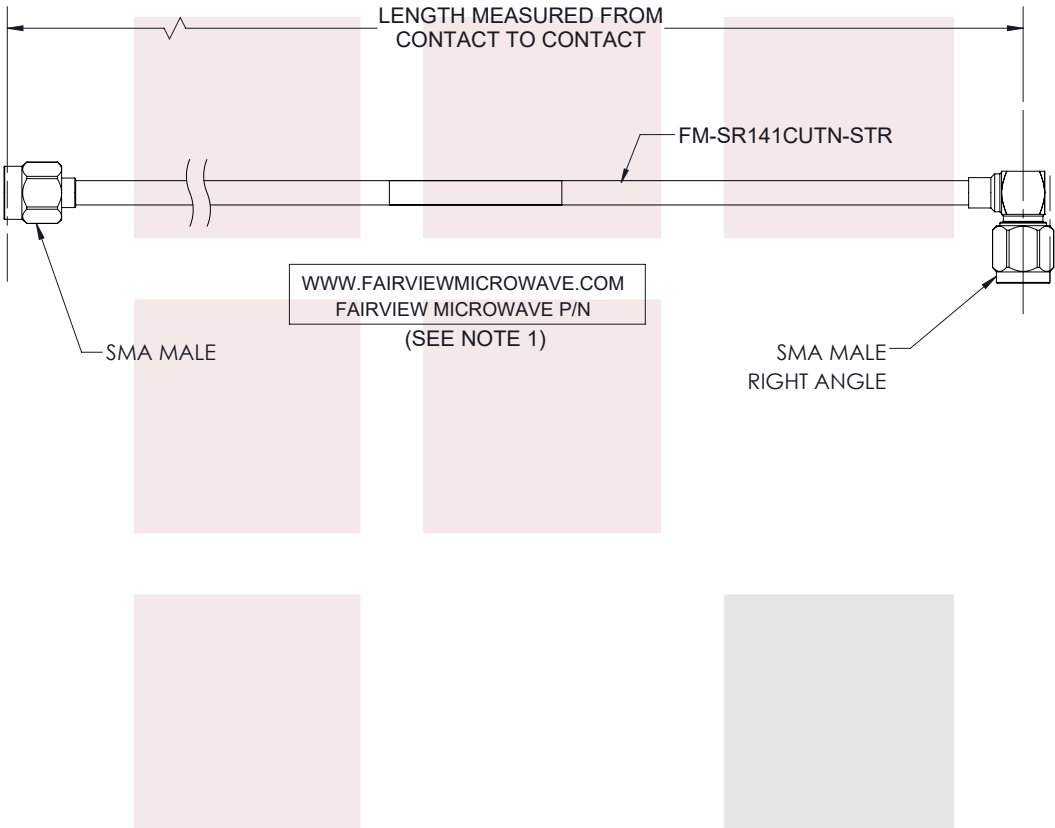 LENGTH MEASURED FROM
CONTACT TO CONTACT
FM-SR141CUTN-STR
WWW.FAIRVIEWMICROWAVE.COM
FAIRVIEW MICROWAVE P/N
(SEE NOTE 1)
SMA MALE
SMA MALE
RIGHT ANGLE